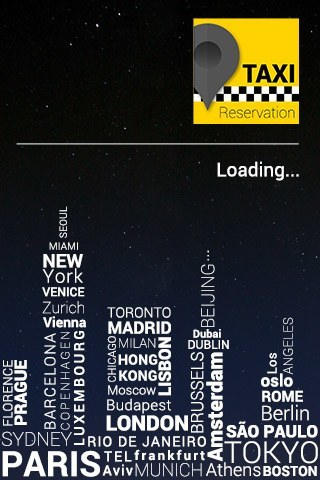 TAXI
Reservation
Loading...
SEOUL
MIAMI
NEW
York
VENICE
Zurich
Vienna
BARCELONA
COPENHAGEN
LUXEMBOURG
FLORENCE
PRAGUE
SYDNEY
PARIS
TORONTO
MADRID
CHICAGO
MILAN
HONG
KONG
LISBON
Moscow
Budapest
LONDON
RIO DE JANEIRO
TEL
Aviv
frankfurt
MUNICH
BEIJING...
Dubai
DUBLIN
BRUSSELS
Amsterdam
Los
ANGELES
oslo
ROME
Berlin
SÃO PAULO
TOKYO
Athens
BOSTON